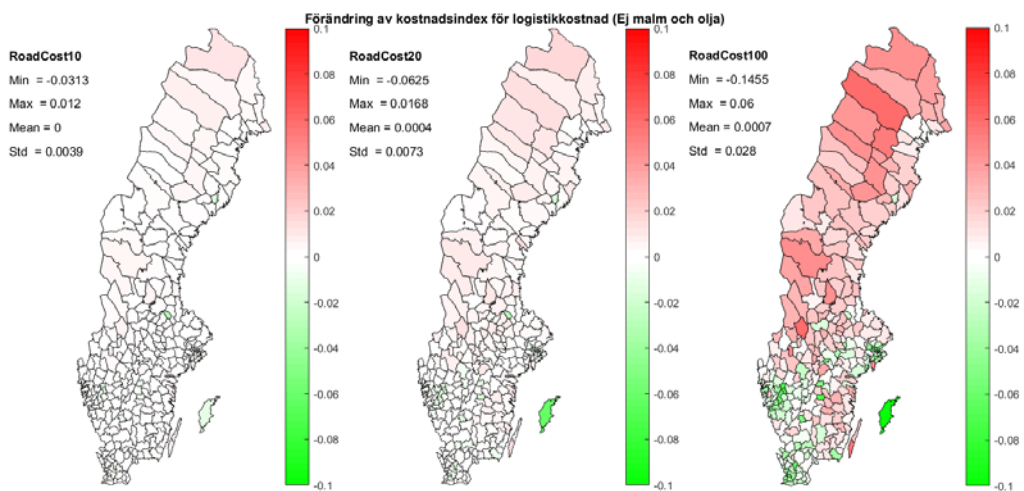 Förändring av kostnadsindex för logistikkostnad (Ej malm och olja)
RoadCost10
Min = -0.0313
Max = 0.012
Mean = 0
Std = 0.0039
0.1
0.08
0.06
0.04
0.02
0
-0.02
-0.04
-0.06
-0.08
-0.1
RoadCost20
Min = -0.0625
Max = 0.0168
Mean = 0.0004
Std = 0.0073
0.1
0.08
0.06
0.04
0.02
0
-0.02
-0.04
-0.06
-0.08
-0.1
RoadCost100
Min = -0.1455
Max = 0.06
Mean = 0.0007
Std = 0.028
0.1
0.08
0.06
0.04
0.02
0
-0.02
-0.04
-0.06
-0.08
-0.1